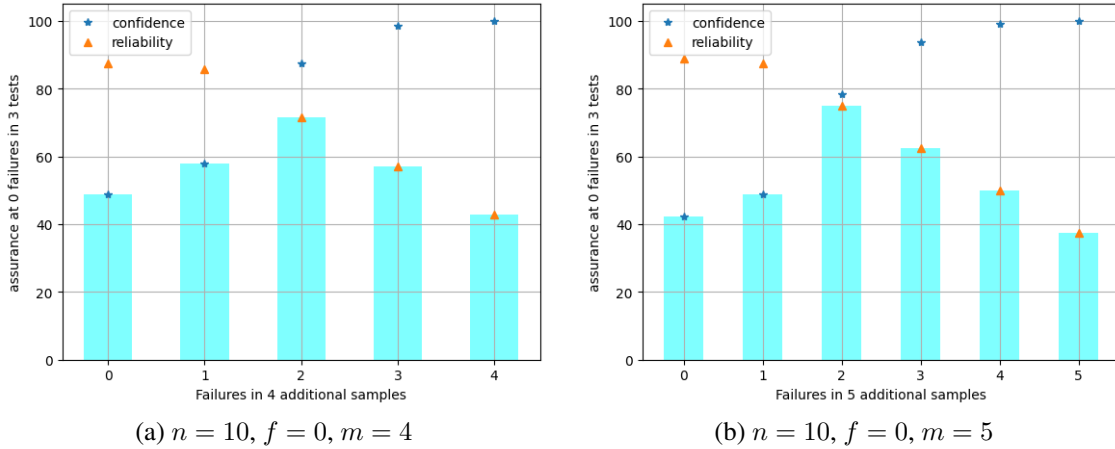 confidence
reliability
100
80
60
40
20
0
assurance at 0 failures in 3 tests
0 1 2 3 4
Failures in 4 additional samples
(a) n = 10, f = 0, m = 4
confidence
reliability
100
80
60
40
20
0
assurance at 0 failures in 3 tests
0 1 2 3 4 5
Failures in 5 additional samples
(b) n = 10, f = 0, m = 5